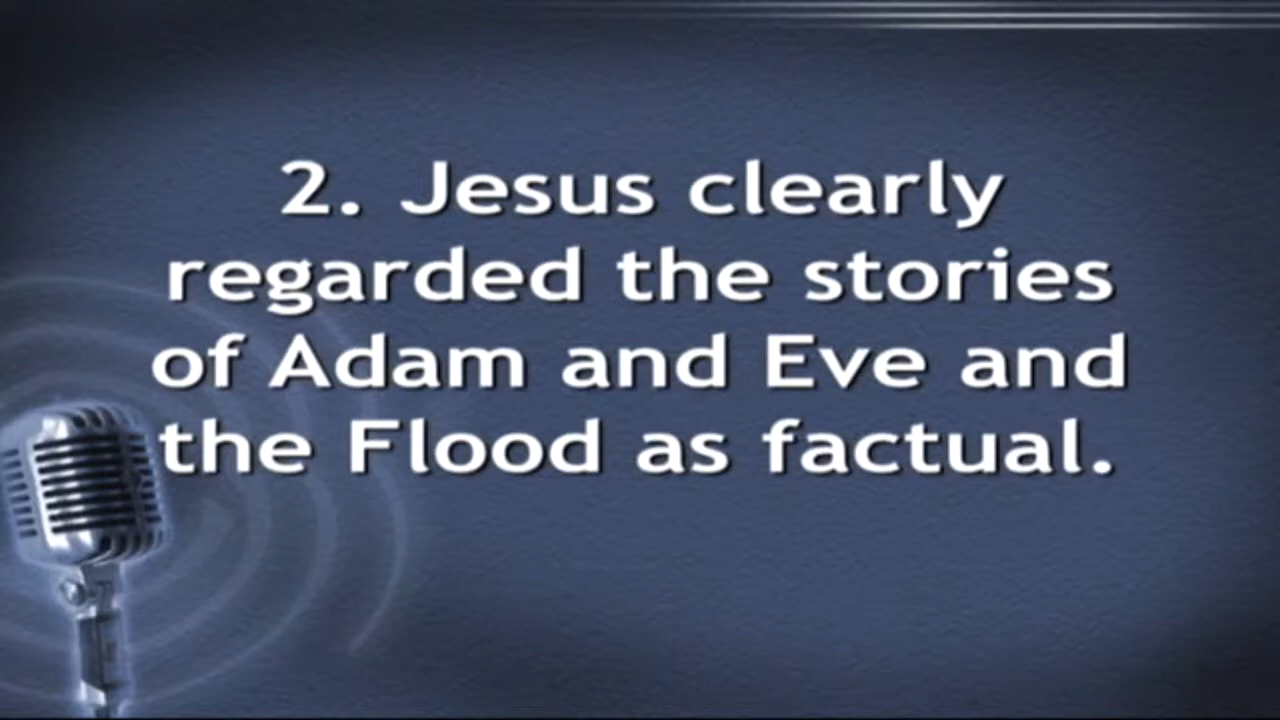 2. Jesus clearly
regarded the stories
of Adam and Eve and
the Flood as factual.